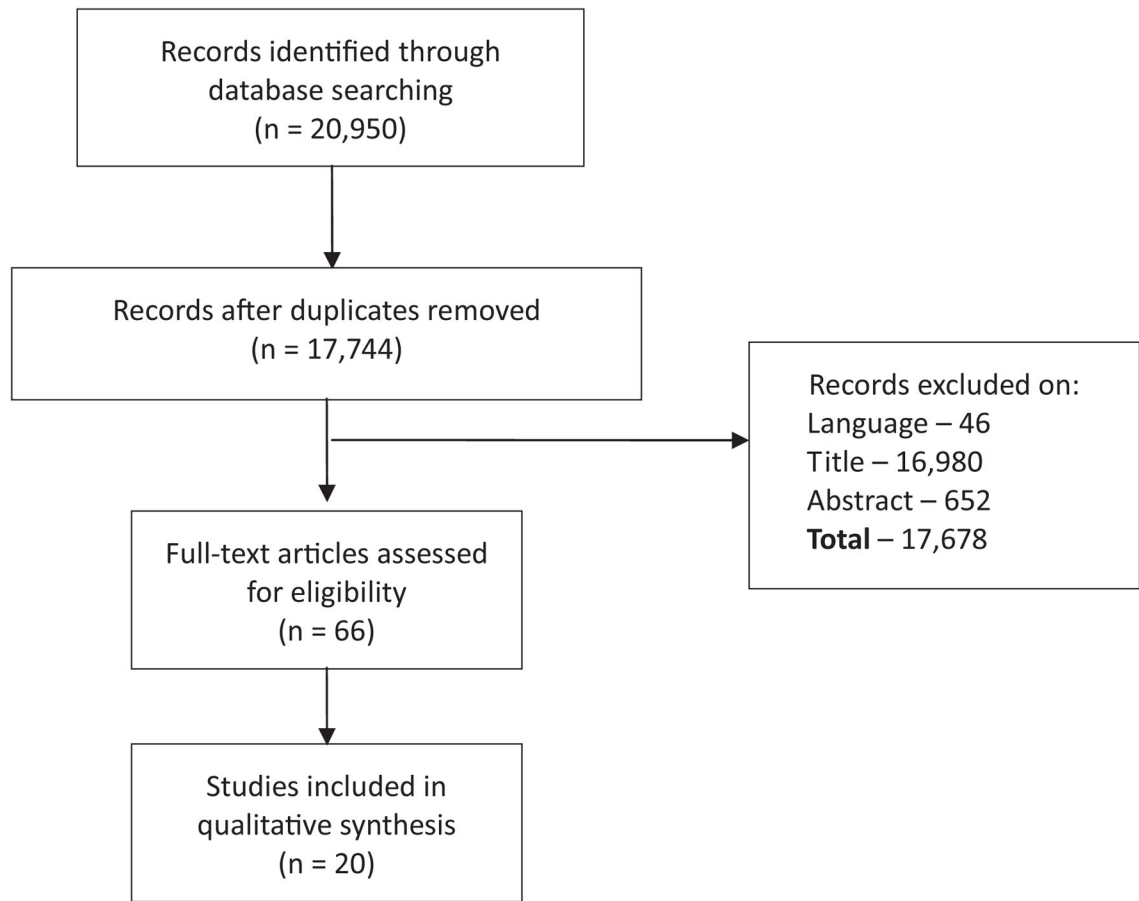 Records identified through
database searching
(n = 20,950)
Records after duplicates removed
(n = 17,744)
Records excluded on:
Language – 46
Title – 16,980
Abstract – 652
Total – 17,678
Full-text articles assessed
for eligibility
(n = 66)
Studies included in
qualitative synthesis
(n = 20)